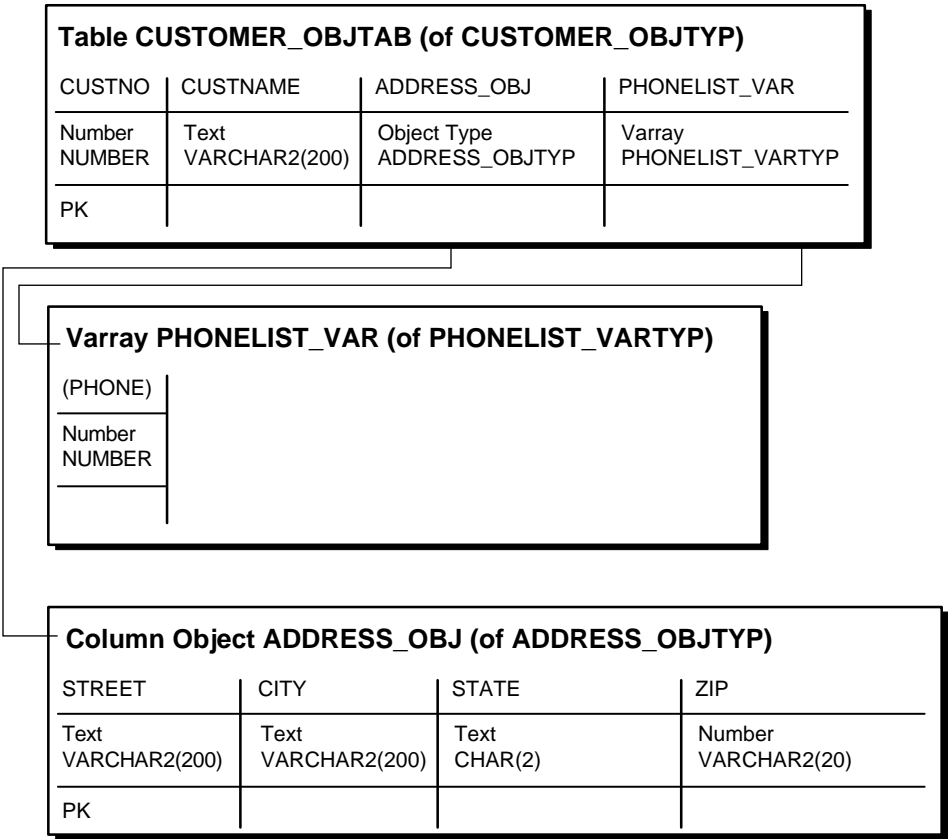 Table CUSTOMER_OBJTAB (of CUSTOMER_OBJTYP)
CUSTNO CUSTNAME ADDRESS_OBJ PHONELIST_VAR
Number Text Object Type Varray
NUMBER VARCHAR2(200) ADDRESS_OBJTYP PHONELIST_VARTYP
PK
Varray PHONELIST_VAR (of PHONELIST_VARTYP)
(PHONE)
Number
NUMBER
Column Object ADDRESS_OBJ (of ADDRESS_OBJTYP)
STREET CITY STATE ZIP
Text Text Text Number
VARCHAR2(200) VARCHAR2(200) CHAR(2) VARCHAR2(20)
PK